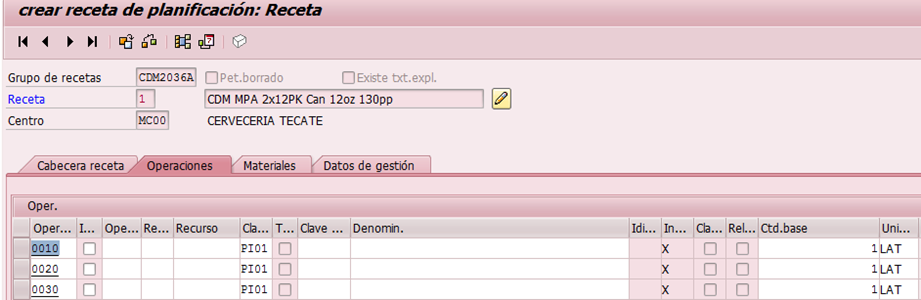 crear receta de planificación: Receta
Grupo de recetas CDM2036A Pet.borrado Existe txt.expl.
Receta 1 CDM MPA 2x12PK Can 12oz 130pp
Centro MC00 CERVECERIA TECATE
Cabecera receta Operaciones Materiales Datos de gestión
Oper.
Oper... I... Ope... Re... Recurso Cla... T... Clave ... Denomin. Idi... In... Cla... Rel... Ctd.base Uni...
0010 PI01 X 1 LAT
0020 PI01 X 1 LAT
0030 PI01 X 1 LAT